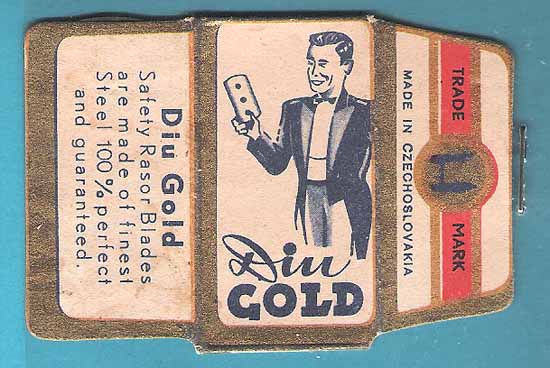 Diu Gold
Safety Rasor Blades
are made of finest
Steel 100% perfect
and guaranteed.
Diu
GOLD
TRADE MARK
MADE IN CZECHOSLOVAKIA